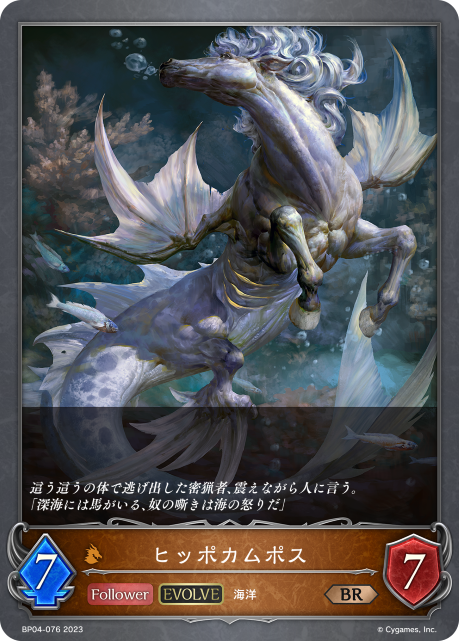 這う這うの体で逃げ出した密猟者、震えながら人に言う。
「深海には馬がいる、奴の嘶きは海の怒りだ」
ヒッポカムポス
7
Follower EVOLVE 海洋 BR
7
BP04-076 2023
© Cygames, Inc.